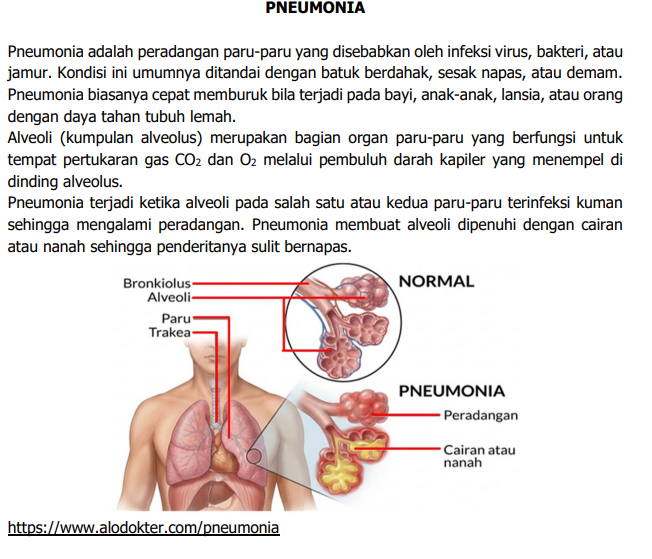 PNEUMONIA
Pneumonia adalah peradangan paru-paru yang disebabkan oleh infeksi virus, bakteri, atau
jamur. Kondisi ini umumnya ditandai dengan batuk berdahak, sesak napas, atau demam.
Pneumonia biasanya cepat memburuk bila terjadi pada bayi, anak-anak, lansia, atau orang
dengan daya tahan tubuh lemah.
Alveoli (kumpulan alveolus) merupakan bagian organ paru-paru yang berfungsi untuk
tempat pertukaran gas CO₂ dan O₂ melalui pembuluh darah kapiler yang menempel di
dinding alveolus.
Pneumonia terjadi ketika alveoli pada salah satu atau kedua paru-paru terinfeksi kuman
sehingga mengalami peradangan. Pneumonia membuat alveoli dipenuhi dengan cairan
atau nanah sehingga penderitanya sulit bernapas.
Bronkiolus
Alveoli
Paru
Trakea
NORMAL
PNEUMONIA
Peradangan
Cairan atau
nanah
https://www.alodokter.com/pneumonia